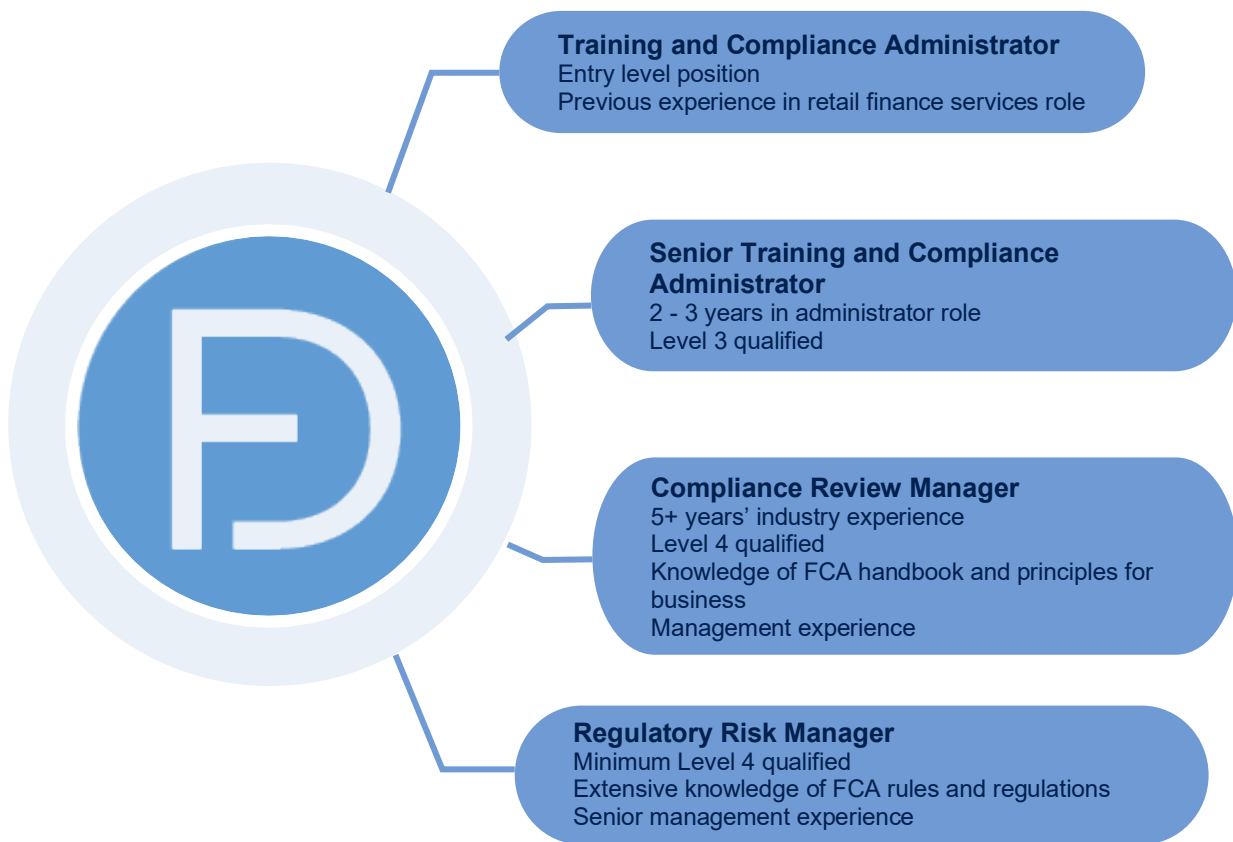 Training and Compliance Administrator
Entry level position
Previous experience in retail finance services role
Senior Training and Compliance
Administrator
2 - 3 years in administrator role
Level 3 qualified
Compliance Review Manager
5+ years’ industry experience
Level 4 qualified
Knowledge of FCA handbook and principles for
business
Management experience
Regulatory Risk Manager
Minimum Level 4 qualified
Extensive knowledge of FCA rules and regulations
Senior management experience